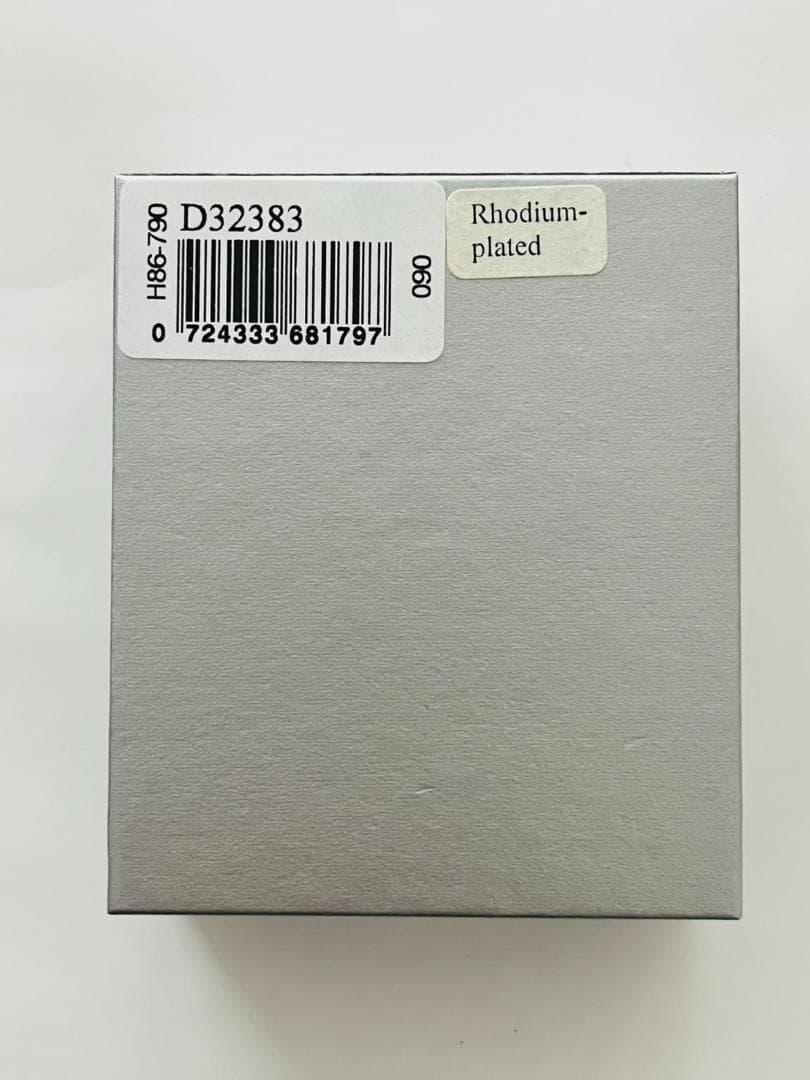 H86-790
D32383
090
0 724333 681797
Rhodium-
plated